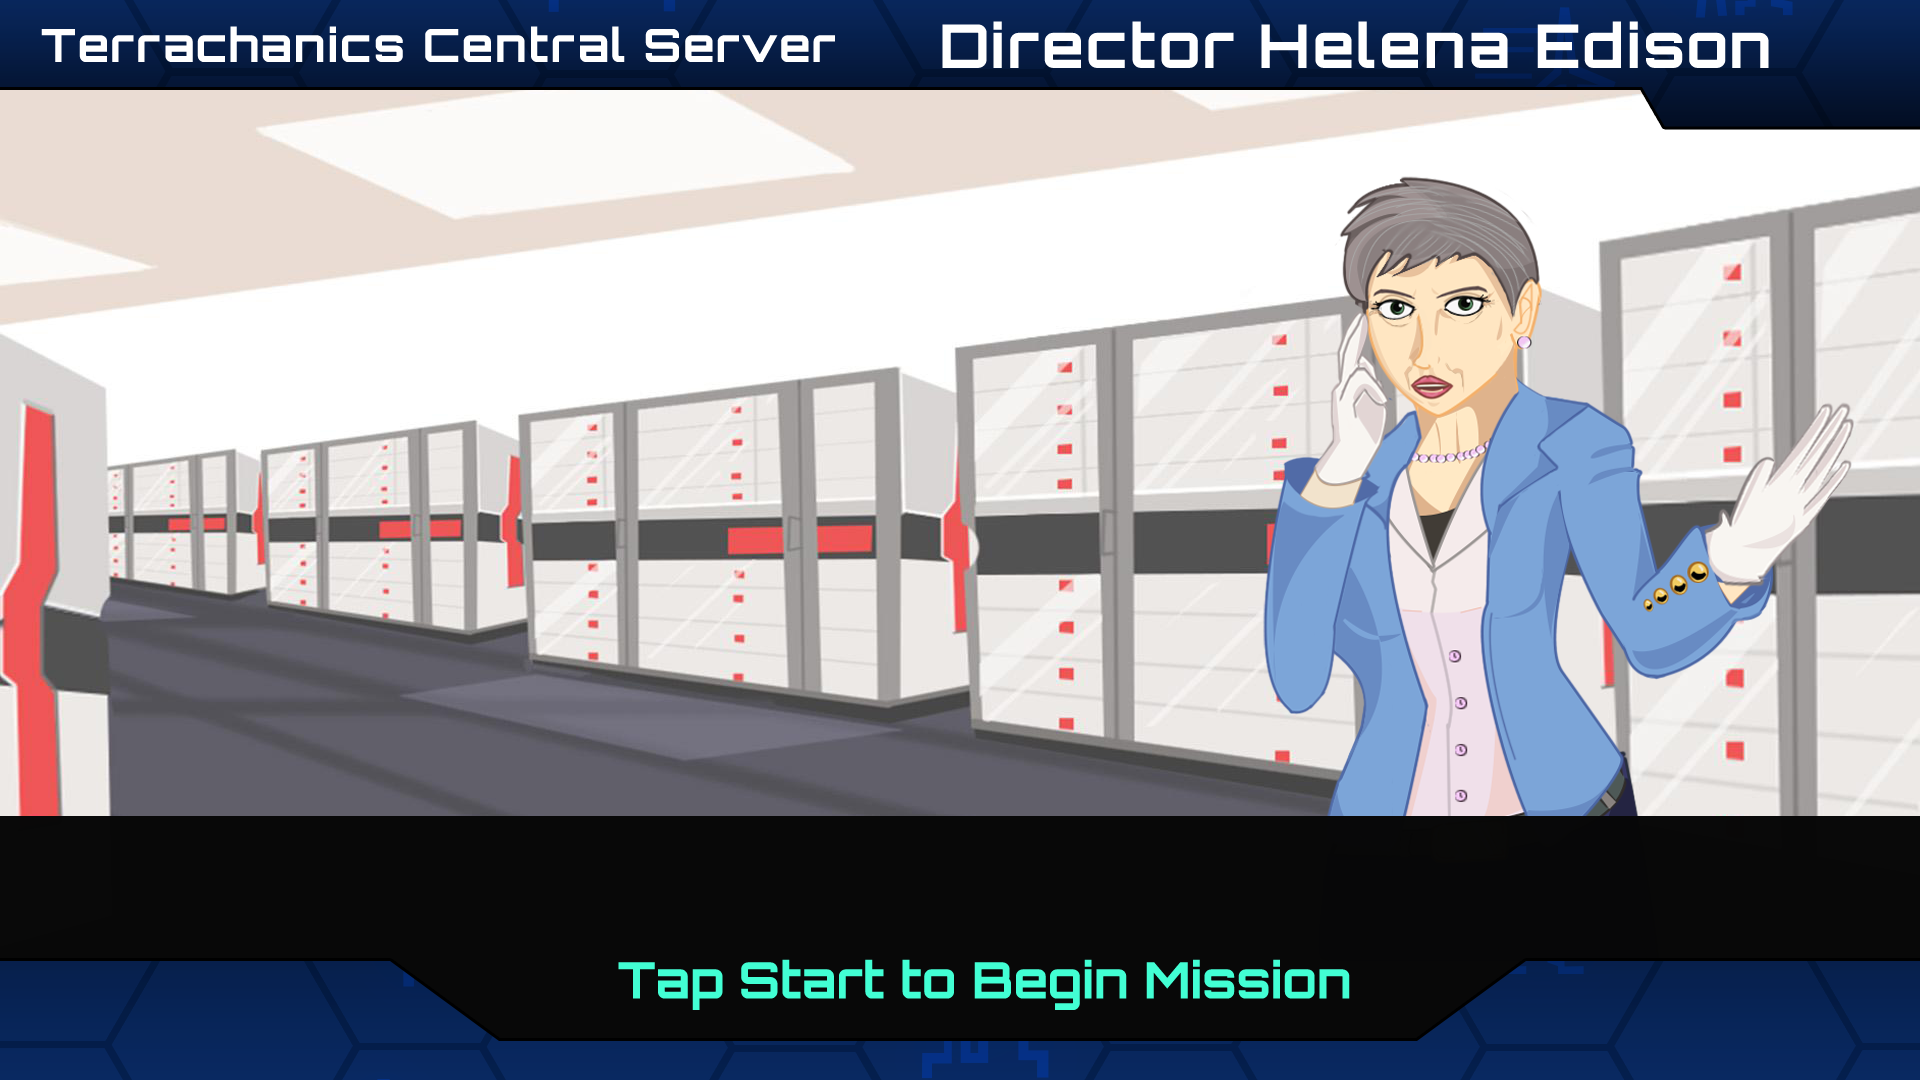 Terrachanics Central Server
Director Helena Edison
Tap Start to Begin Mission